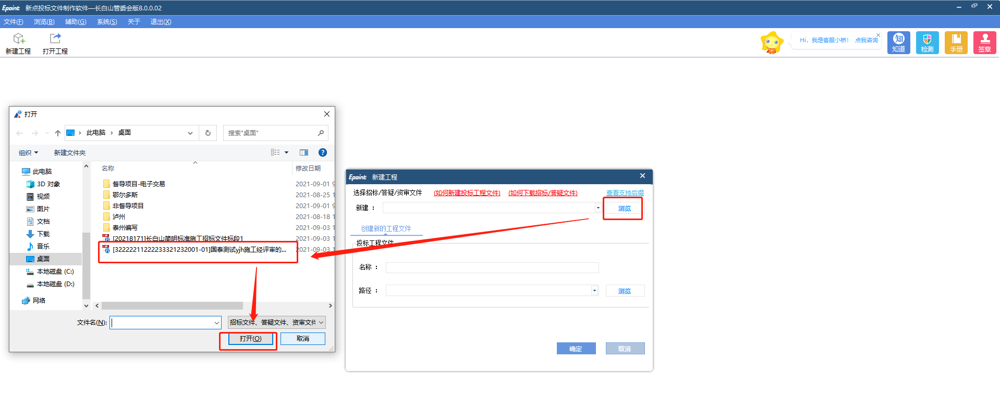 Epoint 新点投标文件制作软件—长白山管委会版8.0.0.02
文件(F) 浏览(B) 辅助(G) 系统(S) 关于 退出(X)
新建工程 打开工程
Hi，我是客服小桥！ 点我咨询
知
知道 检测 手册 签章
打开
此电脑 › 桌面
搜索"桌面"
组织 新建文件夹
名称 修改日期
此电脑
3D 对象
视频
图片
文档
下载
音乐
桌面
本地磁盘 (C:)
本地磁盘 (D:)
网络
督导项目-电子交易 2021-09-01 9
鄂尔多斯 2021-08-25 1
非督导项目 2021-09-01 9
泸州 2021-08-18 1
泰州编写 2021-09-03 1
[20218171]长白山简明标准施工招标文件标段1 2021-09-03 1
[32222211222233321232001-01]国泰测试yjh施工经评审的... 2021-09-03 1
文件名(N): 招标文件、答疑文件、资审文件
打开(O) 取消
Epoint 新建工程
选择招标/答疑/资审文件 (如何新建投标工程文件) (如何下载招标/答疑文件) 查看支持后缀
新建 ： 浏览
创建新的工程文件
投标工程文件
名称 ：
路径 ： 浏览
确定 取消